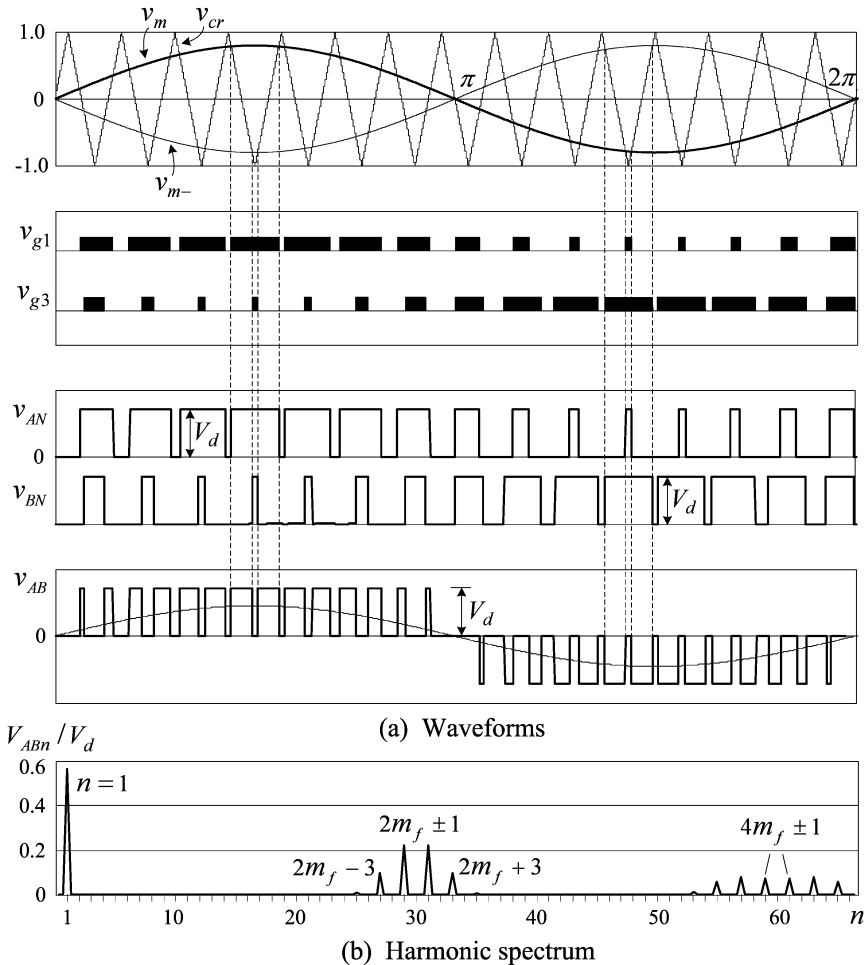 v_m v_cr
1.0
0
-1.0
π
2π
v_m−
v_g1
v_g3
v_AN
V_d
0
v_BN
V_d
v_AB
V_d
0
(a) Waveforms
V_ABn / V_d
0.6
0.4
0.2
0
n = 1
2m_f ± 1
2m_f − 3
2m_f + 3
4m_f ± 1
1 10 20 30 40 50 60 n
(b) Harmonic spectrum